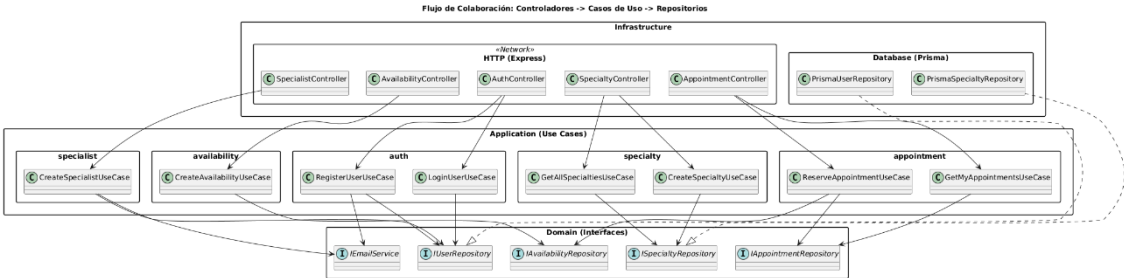 Flujo de Colaboración: Controladores -> Casos de Uso -> Repositorios
Infrastructure
«Network»
HTTP (Express)
Database (Prisma)
C SpecialistController
C AvailabilityController
C AuthController
C SpecialtyController
C AppointmentController
C PrismaUserRepository
C PrismaSpecialtyRepository
Application (Use Cases)
specialist
availability
auth
specialty
appointment
C CreateSpecialistUseCase
C CreateAvailabilityUseCase
C RegisterUserUseCase
C LoginUserUseCase
C GetAllSpecialtiesUseCase
C CreateSpecialtyUseCase
C ReserveAppointmentUseCase
C GetMyAppointmentsUseCase
Domain (Interfaces)
I IEmailService
I IUserRepository
I IAvailabilityRepository
I ISpecialtyRepository
I IAppointmentRepository